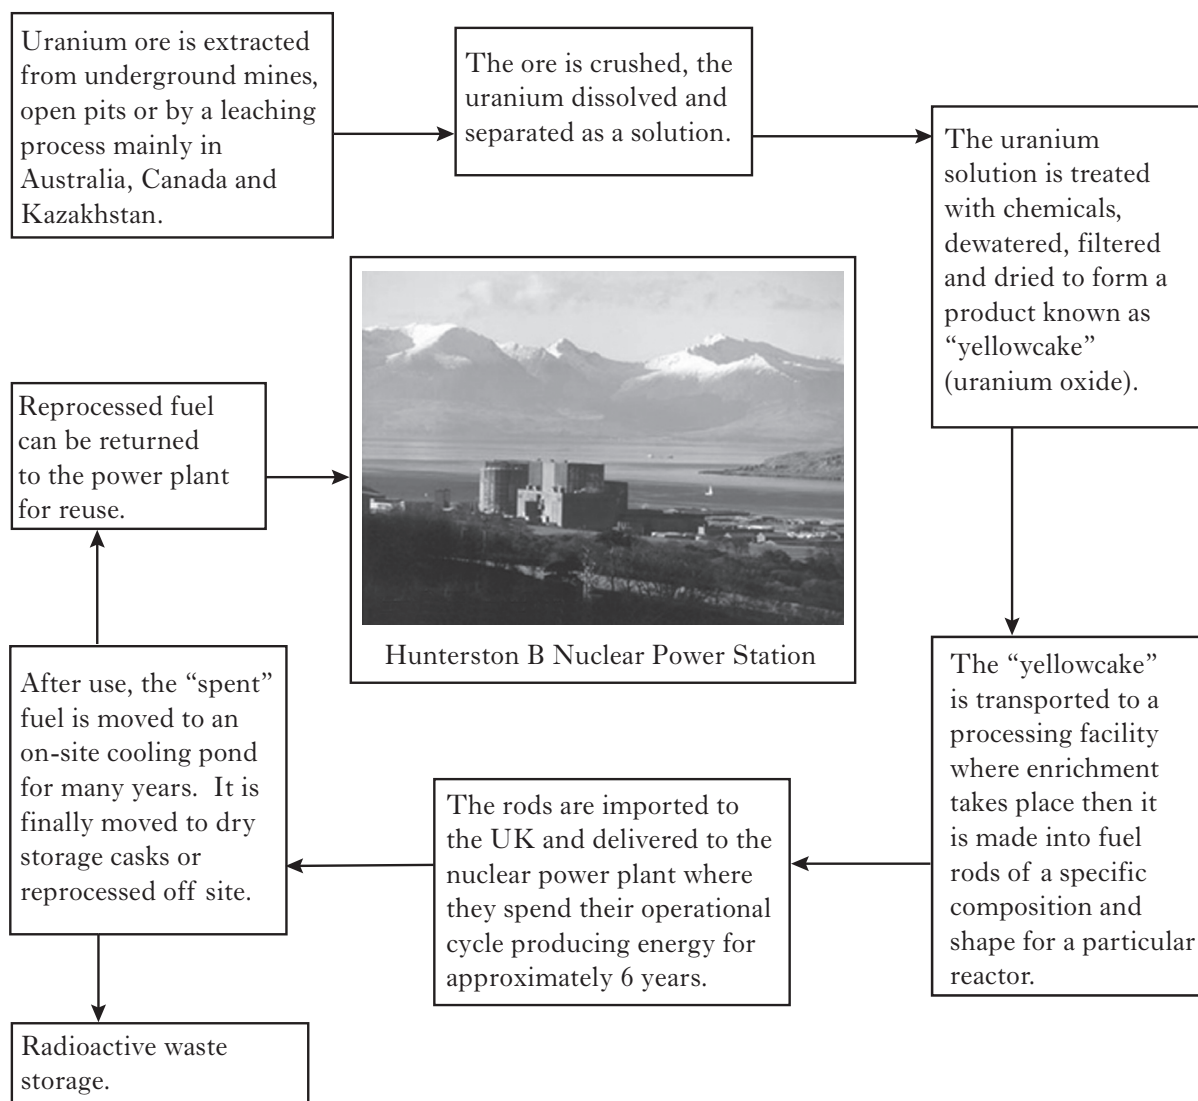 Uranium ore is extracted
from underground mines,
open pits or by a leaching
process mainly in
Australia, Canada and
Kazakhstan.
The ore is crushed, the
uranium dissolved and
separated as a solution.
The uranium
solution is treated
with chemicals,
dewatered, filtered
and dried to form a
product known as
“yellowcake”
(uranium oxide).
The “yellowcake”
is transported to a
processing facility
where enrichment
takes place then it
is made into fuel
rods of a specific
composition and
shape for a particular
reactor.
The rods are imported to
the UK and delivered to the
nuclear power plant where
they spend their operational
cycle producing energy for
approximately 6 years.
After use, the “spent”
fuel is moved to an
on-site cooling pond
for many years. It is
finally moved to dry
storage casks or
reprocessed off site.
Reprocessed fuel
can be returned
to the power plant
for reuse.
Hunterston B Nuclear Power Station
Radioactive waste
storage.